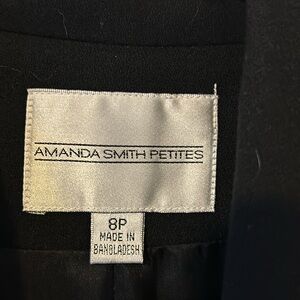 AMANDA SMITH PETITES
8P
MADE IN
BANGLADESH